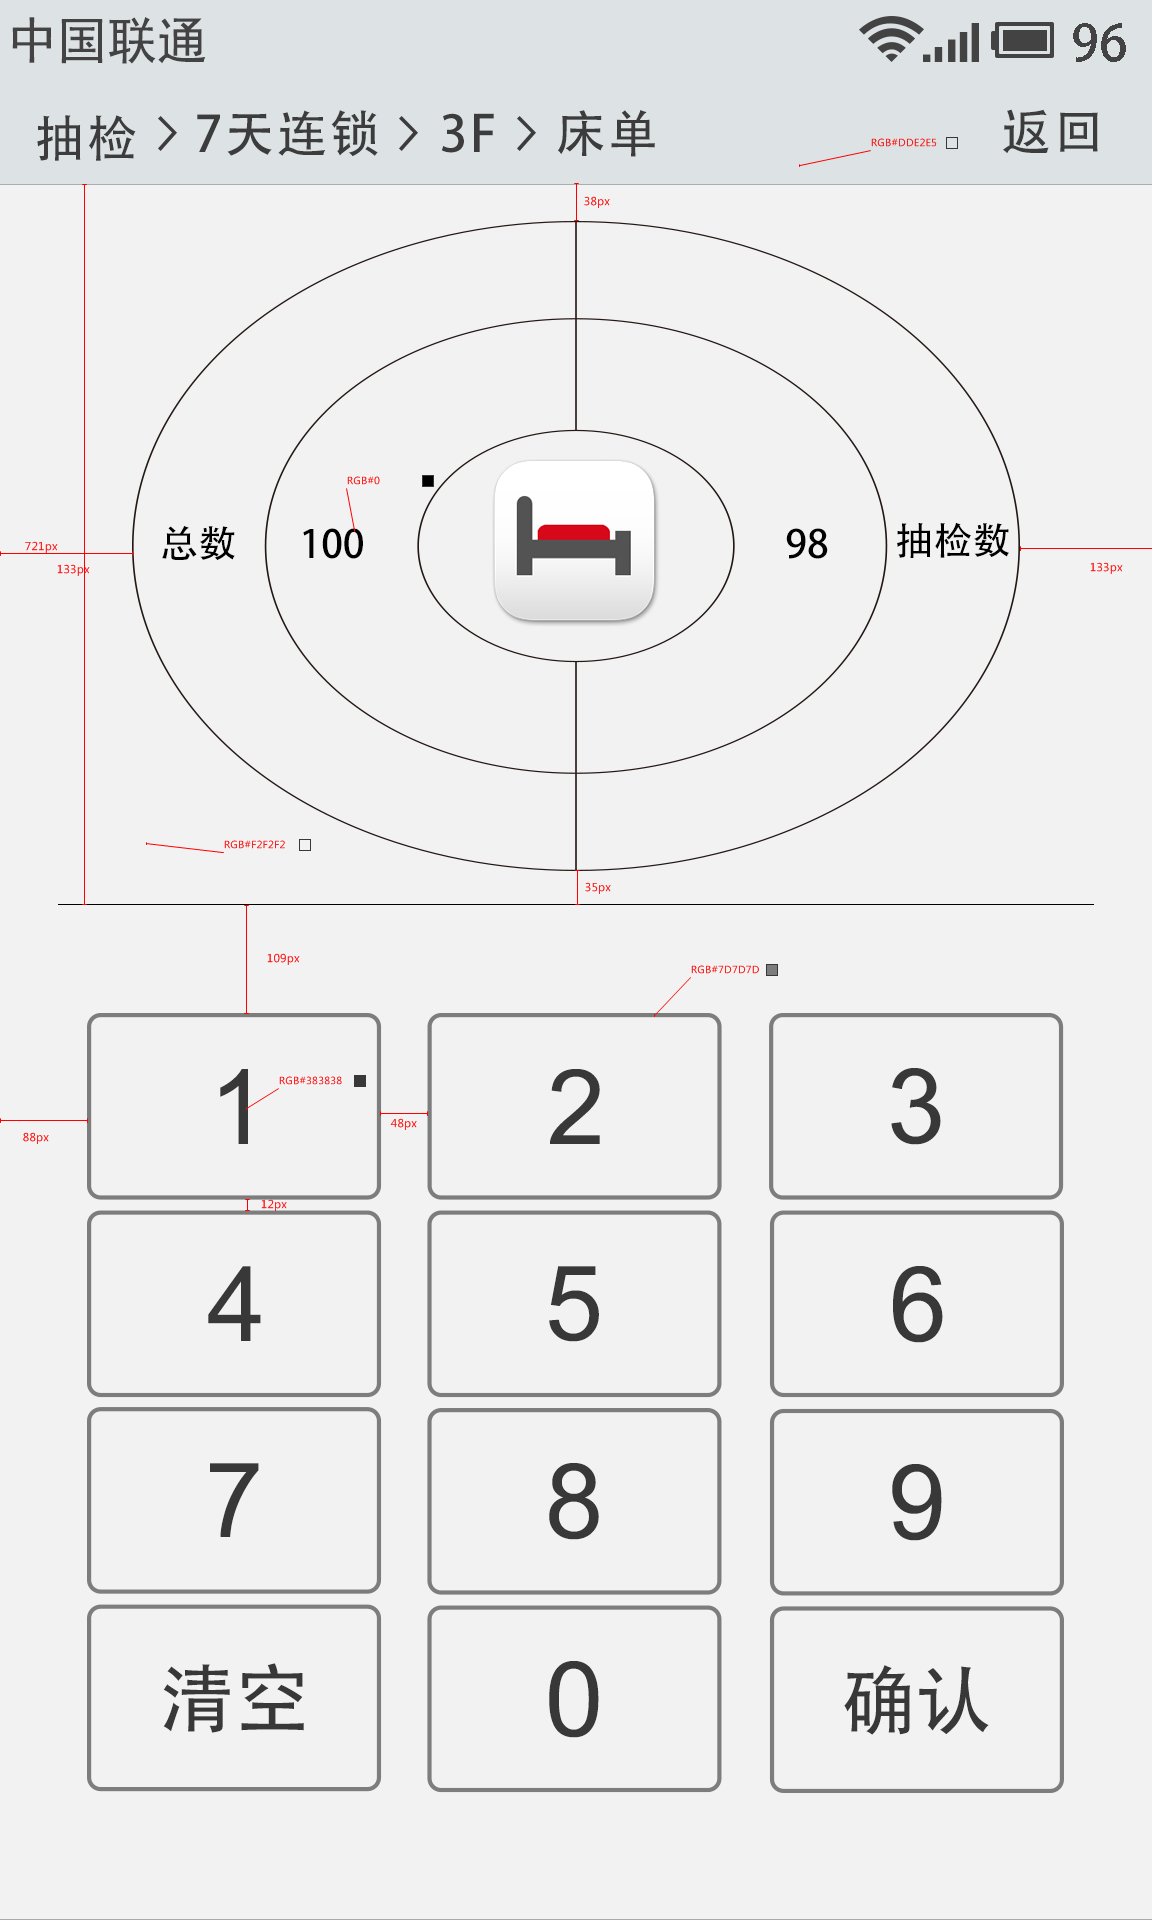 中国联通 96
抽检 > 7天连锁 > 3F > 床单 返回
RGB#DDE2E5
38px
RGB#0
总数 100 98 抽检数
721px
133px
133px
RGB#F2F2F2
35px
109px
RGB#7D7D7D
1 2 3
RGB#383838
88px
48px
12px
4 5 6
7 8 9
清空 0 确认